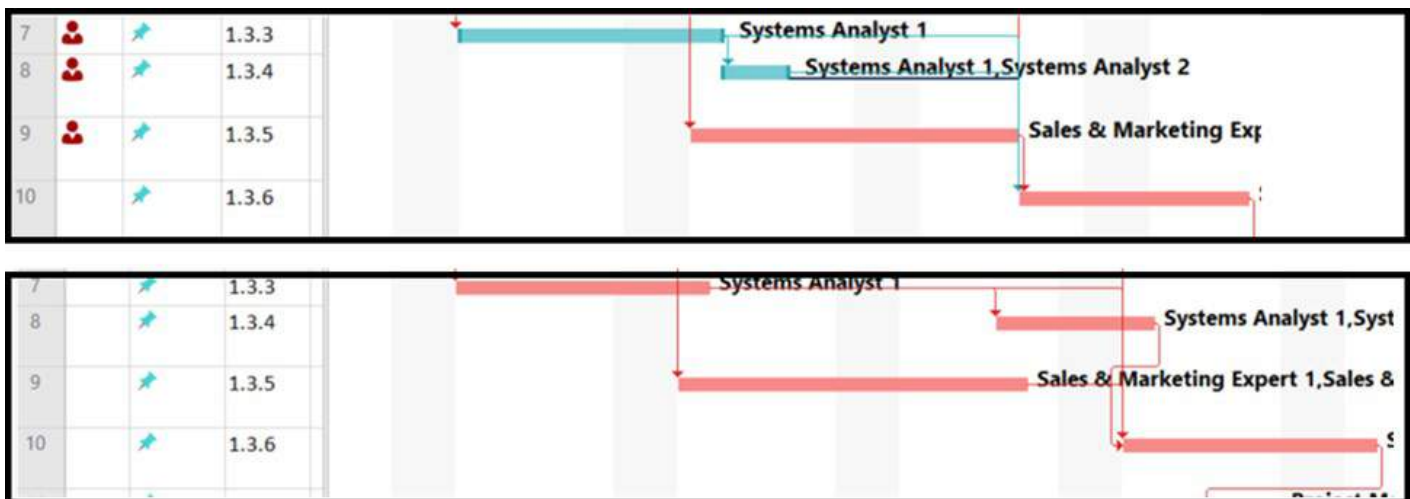 7 1.3.3 Systems Analyst 1
8 1.3.4 Systems Analyst 1,Systems Analyst 2
9 1.3.5 Sales & Marketing Exp
10 1.3.6
7 1.3.3 Systems Analyst 1
8 1.3.4 Systems Analyst 1,Syst
9 1.3.5 Sales & Marketing Expert 1,Sales &
10 1.3.6 S